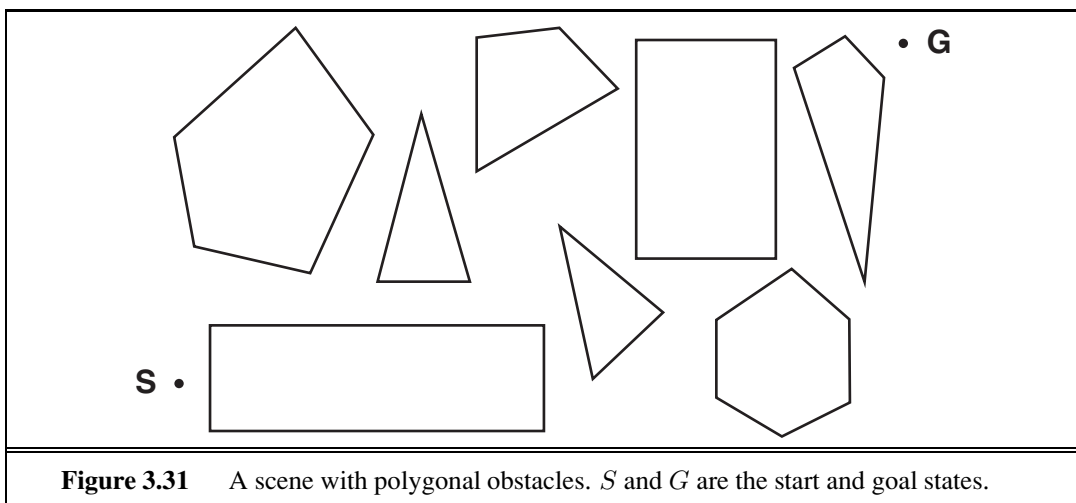 G
S
Figure 3.31 A scene with polygonal obstacles. S and G are the start and goal states.